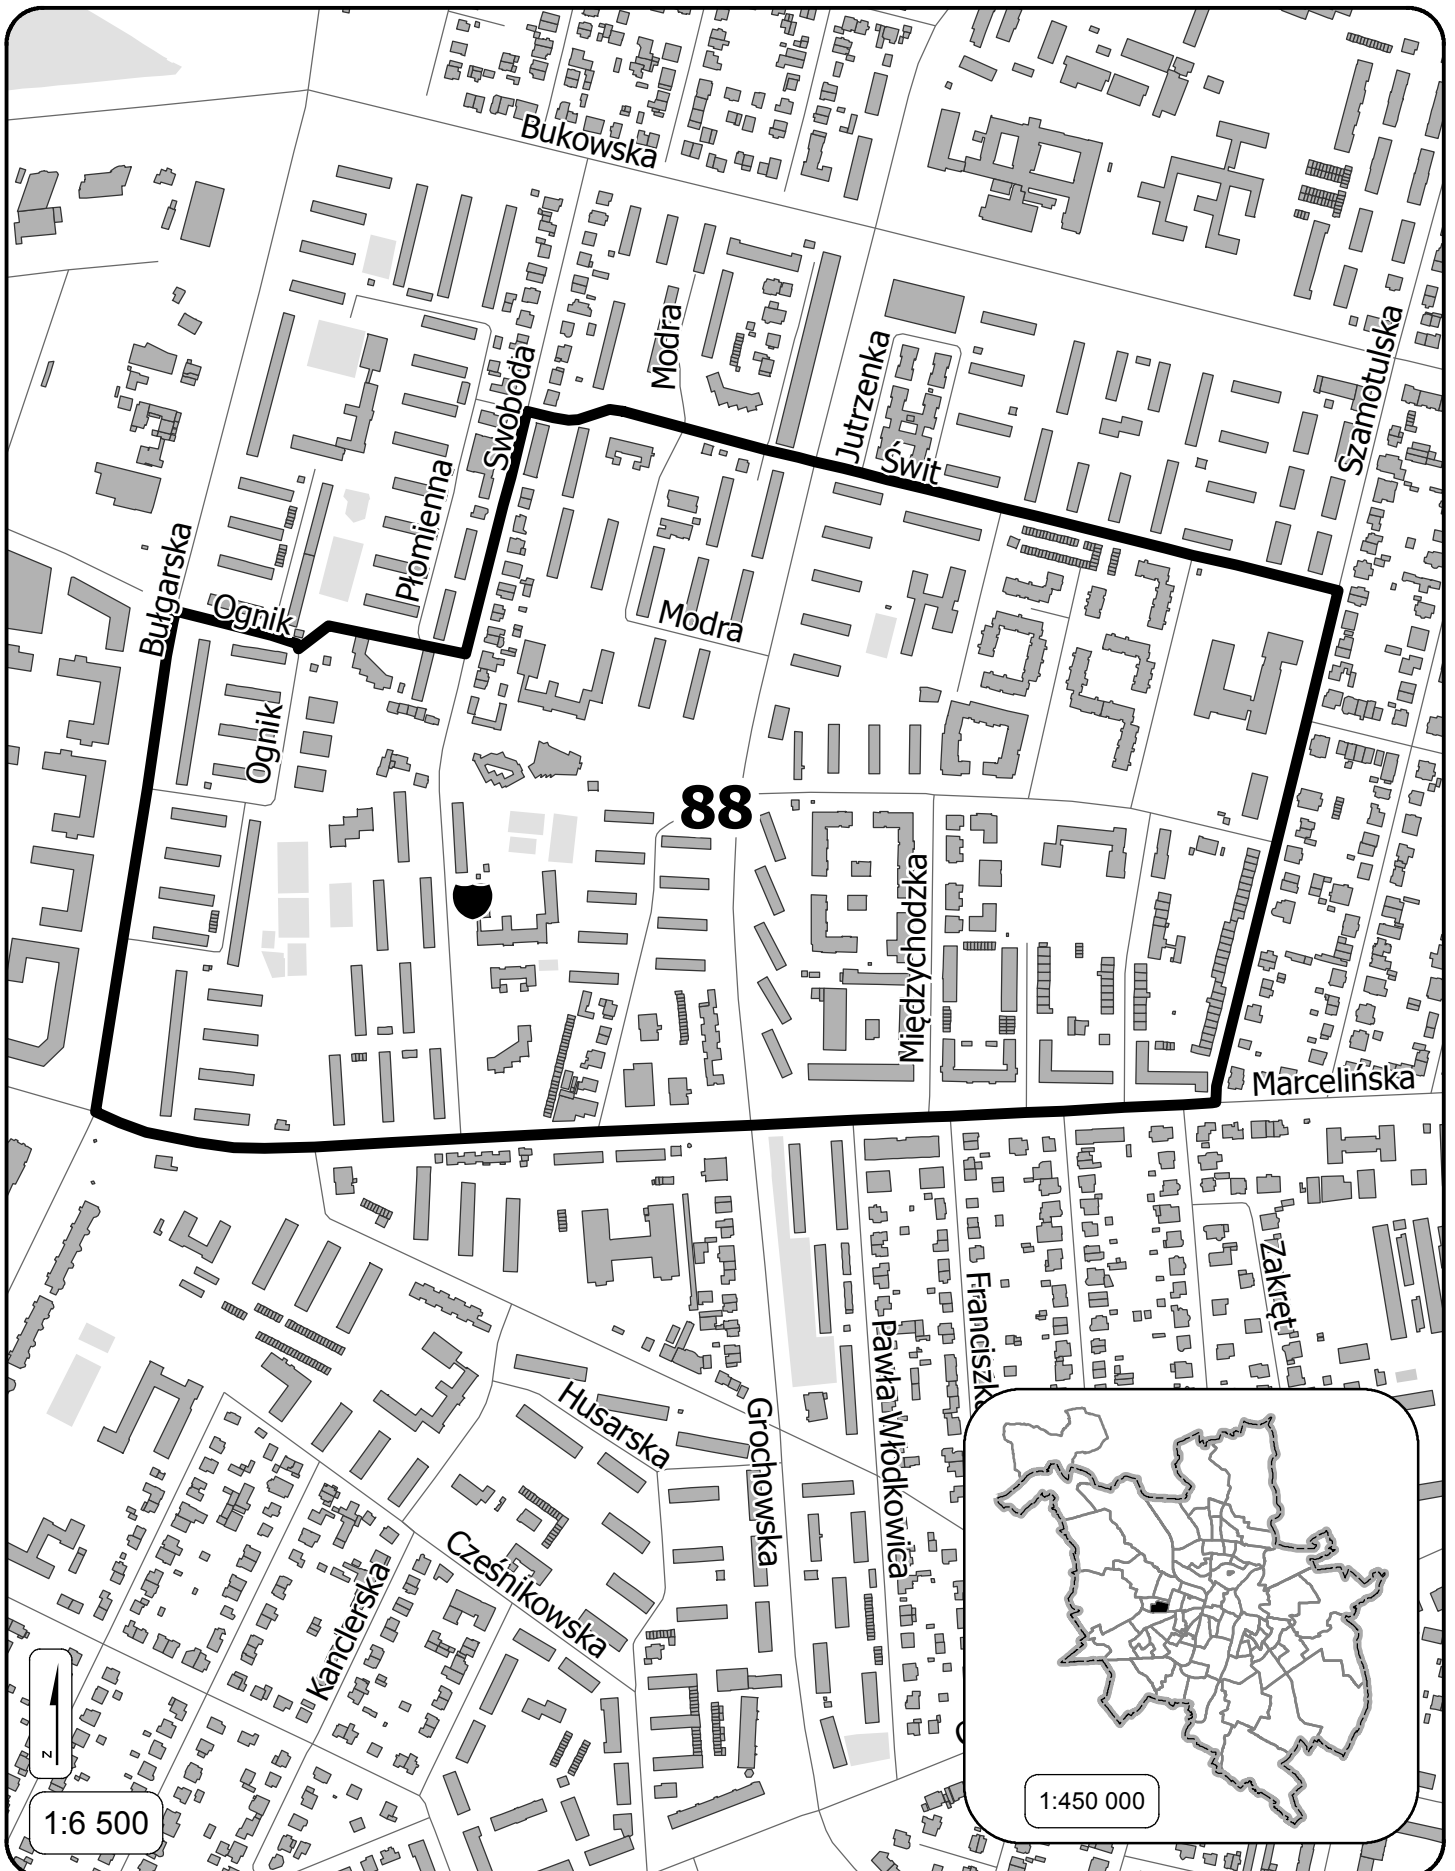 Bukowska
Modra
Swoboda
Jutrzenka
Szamotulska
Świt
Płomienna
Bułgarska
Ognik
Modra
Ognik
88
Międzychodzka
Marcelińska
Zakręt
Franciszka
Pawła Włodkowica
Husarska
Grochowska
Cześnikowska
Kanclerska
z
1:6 500
1:450 000